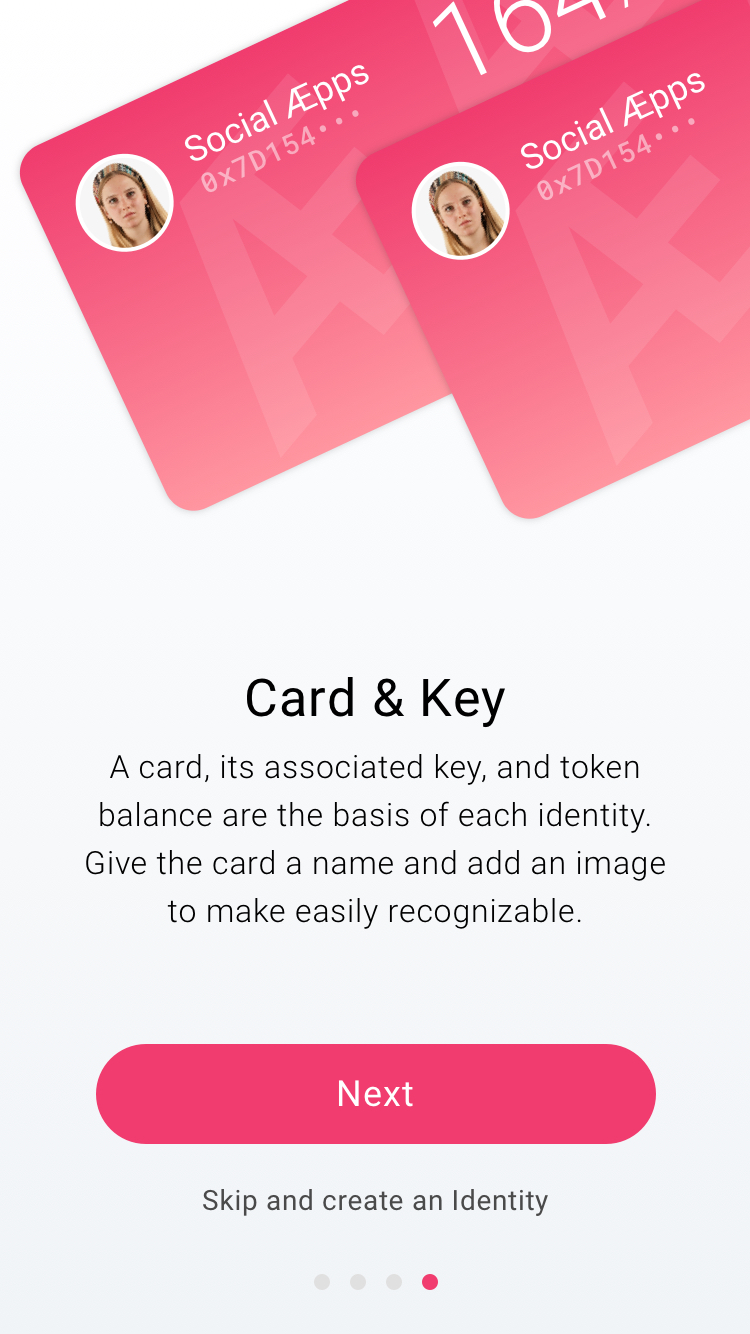 Social Æpps
0x7D154•••
Social Æpps
0x7D154•••
Card & Key
A card, its associated key, and token
balance are the basis of each identity.
Give the card a name and add an image
to make easily recognizable.
Next
Skip and create an Identity